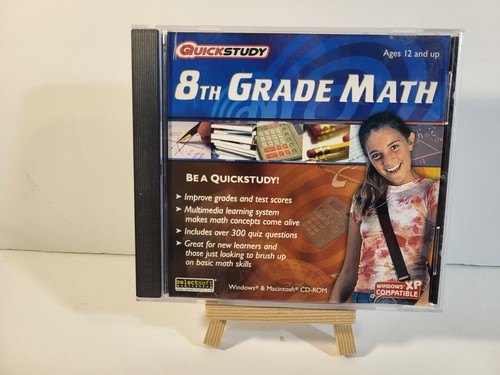 QUICKSTUDY
Ages 12 and up
8TH GRADE MATH
BE A QUICKSTUDY!
➤ Improve grades and test scores
➤ Multimedia learning system
makes math concepts come alive
➤ Includes over 300 quiz questions
➤ Great for new learners and
those just looking to brush up
on basic math skills
selectsoft
Windows® & Macintosh® CD-ROM
WINDOWS® XP
COMPATIBLE